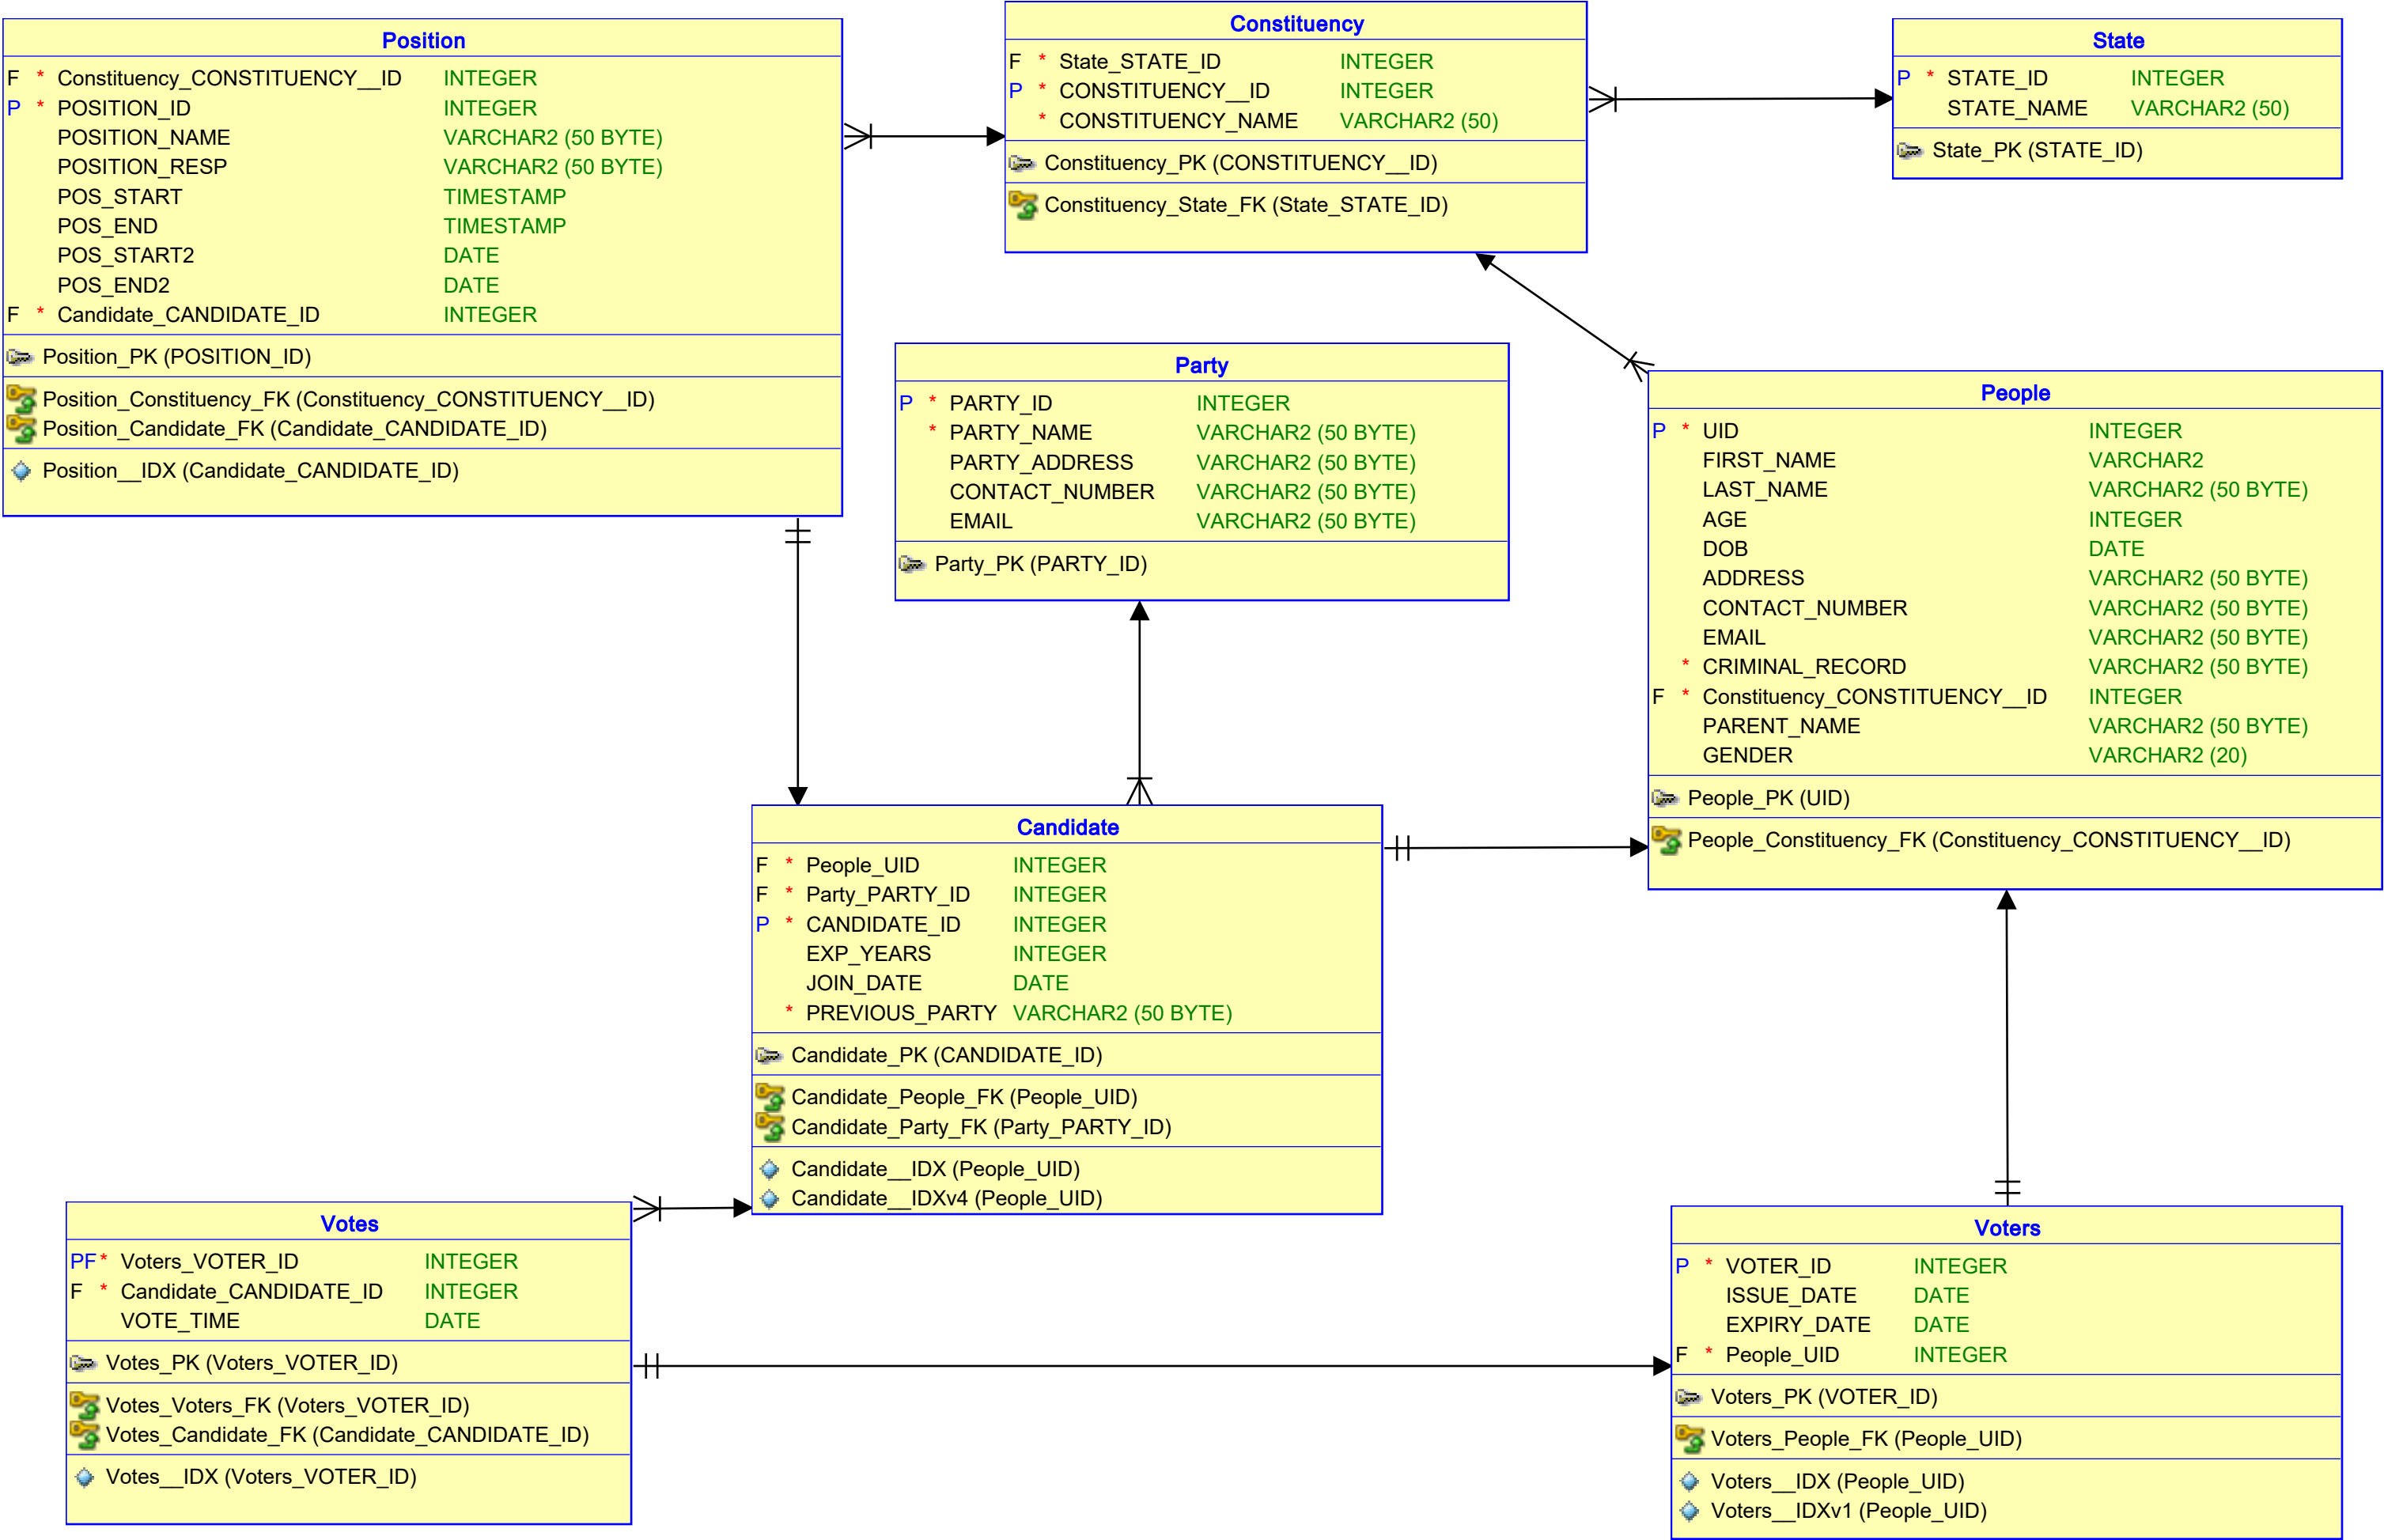 Position
F * Constituency_CONSTITUENCY__ID INTEGER
P * POSITION_ID INTEGER
POSITION_NAME VARCHAR2 (50 BYTE)
POSITION_RESP VARCHAR2 (50 BYTE)
POS_START TIMESTAMP
POS_END TIMESTAMP
POS_START2 DATE
POS_END2 DATE
F * Candidate_CANDIDATE_ID INTEGER
Position_PK (POSITION_ID)
Position_Constituency_FK (Constituency_CONSTITUENCY__ID)
Position_Candidate_FK (Candidate_CANDIDATE_ID)
Position__IDX (Candidate_CANDIDATE_ID)
Constituency
F * State_STATE_ID INTEGER
P * CONSTITUENCY__ID INTEGER
* CONSTITUENCY_NAME VARCHAR2 (50)
Constituency_PK (CONSTITUENCY__ID)
Constituency_State_FK (State_STATE_ID)
State
P * STATE_ID INTEGER
STATE_NAME VARCHAR2 (50)
State_PK (STATE_ID)
Party
P * PARTY_ID INTEGER
* PARTY_NAME VARCHAR2 (50 BYTE)
PARTY_ADDRESS VARCHAR2 (50 BYTE)
CONTACT_NUMBER VARCHAR2 (50 BYTE)
EMAIL VARCHAR2 (50 BYTE)
Party_PK (PARTY_ID)
People
P * UID INTEGER
FIRST_NAME VARCHAR2
LAST_NAME VARCHAR2 (50 BYTE)
AGE INTEGER
DOB DATE
ADDRESS VARCHAR2 (50 BYTE)
CONTACT_NUMBER VARCHAR2 (50 BYTE)
EMAIL VARCHAR2 (50 BYTE)
* CRIMINAL_RECORD VARCHAR2 (50 BYTE)
F * Constituency_CONSTITUENCY__ID INTEGER
PARENT_NAME VARCHAR2 (50 BYTE)
GENDER VARCHAR2 (20)
People_PK (UID)
People_Constituency_FK (Constituency_CONSTITUENCY__ID)
Candidate
F * People_UID INTEGER
F * Party_PARTY_ID INTEGER
P * CANDIDATE_ID INTEGER
EXP_YEARS INTEGER
JOIN_DATE DATE
* PREVIOUS_PARTY VARCHAR2 (50 BYTE)
Candidate_PK (CANDIDATE_ID)
Candidate_People_FK (People_UID)
Candidate_Party_FK (Party_PARTY_ID)
Candidate__IDX (People_UID)
Candidate__IDXv4 (People_UID)
Votes
PF * Voters_VOTER_ID INTEGER
F * Candidate_CANDIDATE_ID INTEGER
VOTE_TIME DATE
Votes_PK (Voters_VOTER_ID)
Votes_Voters_FK (Voters_VOTER_ID)
Votes_Candidate_FK (Candidate_CANDIDATE_ID)
Votes__IDX (Voters_VOTER_ID)
Voters
P * VOTER_ID INTEGER
ISSUE_DATE DATE
EXPIRY_DATE DATE
F * People_UID INTEGER
Voters_PK (VOTER_ID)
Voters_People_FK (People_UID)
Voters__IDX (People_UID)
Voters__IDXv1 (People_UID)